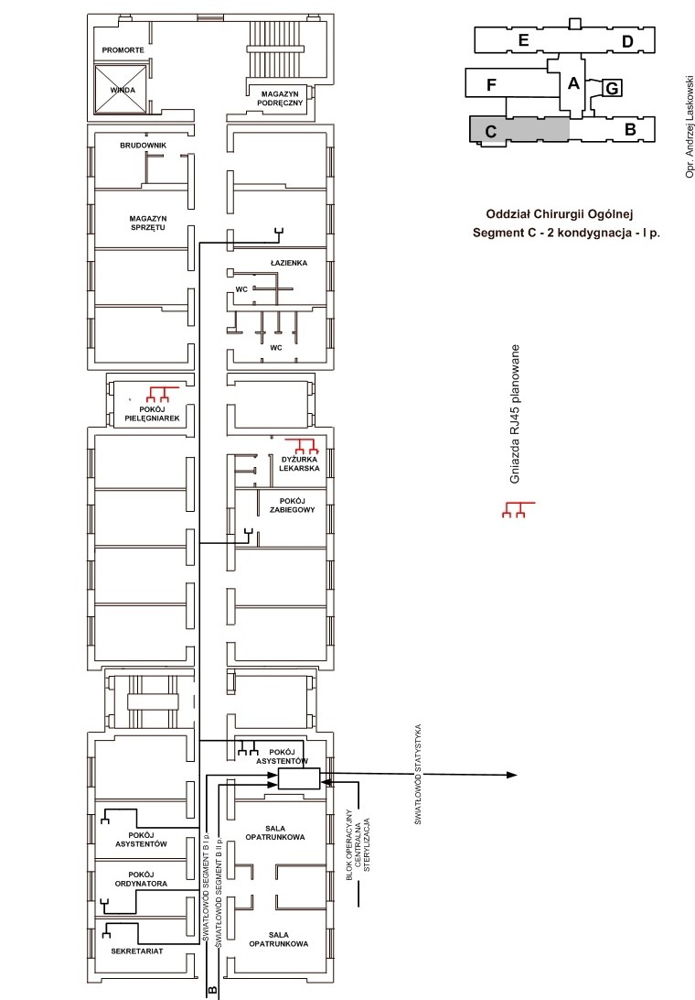 PROMORTE
WINDA
MAGAZYN
PODRĘCZNY
BRUDOWNIK
MAGAZYN
SPRZĘTU
ŁAZIENKA
WC
WC
POKÓJ
PIELĘGNIAREK
DYŻURKA
LEKARSKA
POKÓJ
ZABIEGOWY
POKÓJ
ASYSTENTÓW
SALA
OPATRUNKOWA
POKÓJ
ASYSTENTÓW
POKÓJ
ORDYNATORA
SEKRETARIAT
SALA
OPATRUNKOWA
ŚWIATŁOWÓD SEGMENT B I p.
ŚWIATŁOWÓD SEGMENT B II p.
B
BLOK OPERACYJNY
CENTRALNA
STERYLIZACJA
ŚWIATŁOWÓD STATYSTYKA
E
D
F
A
G
C
B
Opr. Andrzej Laskowski
Oddział Chirurgii Ogólnej
Segment C - 2 kondygnacja - I p.
Gniazda RJ45 planowane